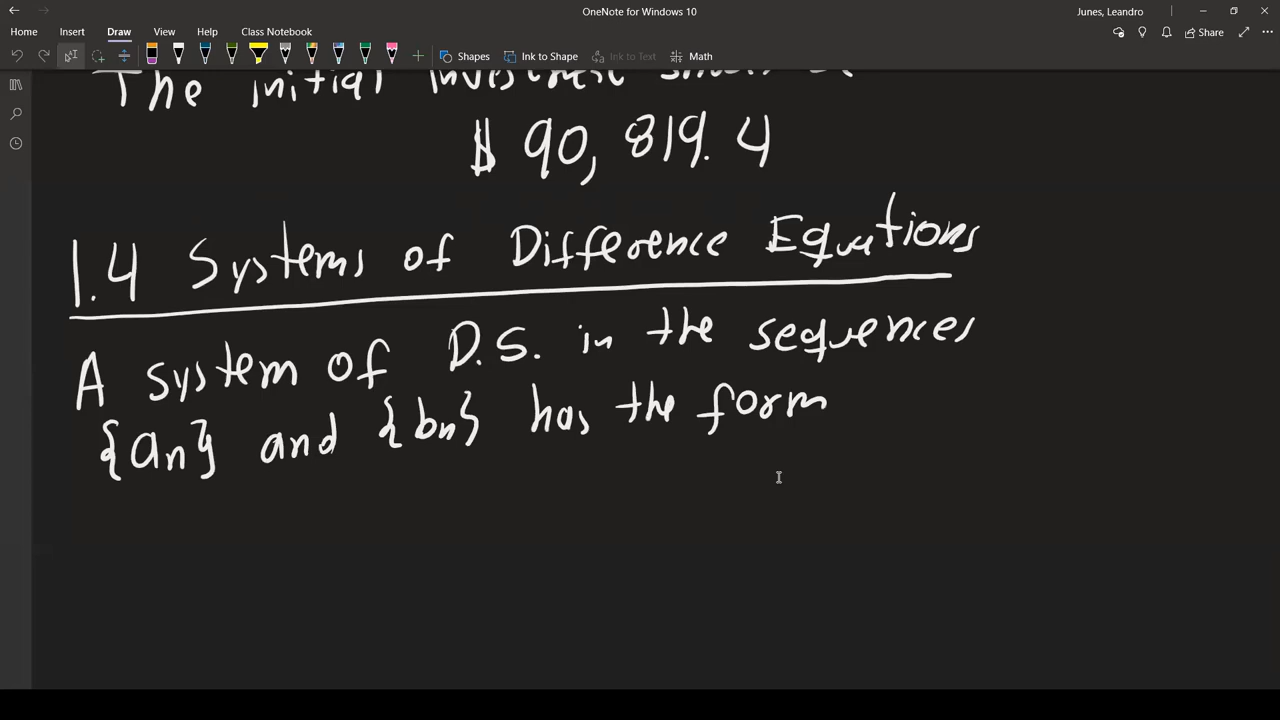 OneNote for Windows 10
Junes, Leandro
Home Insert Draw View Help Class Notebook
Share
Shapes Ink to Shape Ink to Text Math
The initial
$ 90, 819. 4
1.4 Systems of Difference Equations
A system of D.S. in the sequences
{an} and {bn} has the form